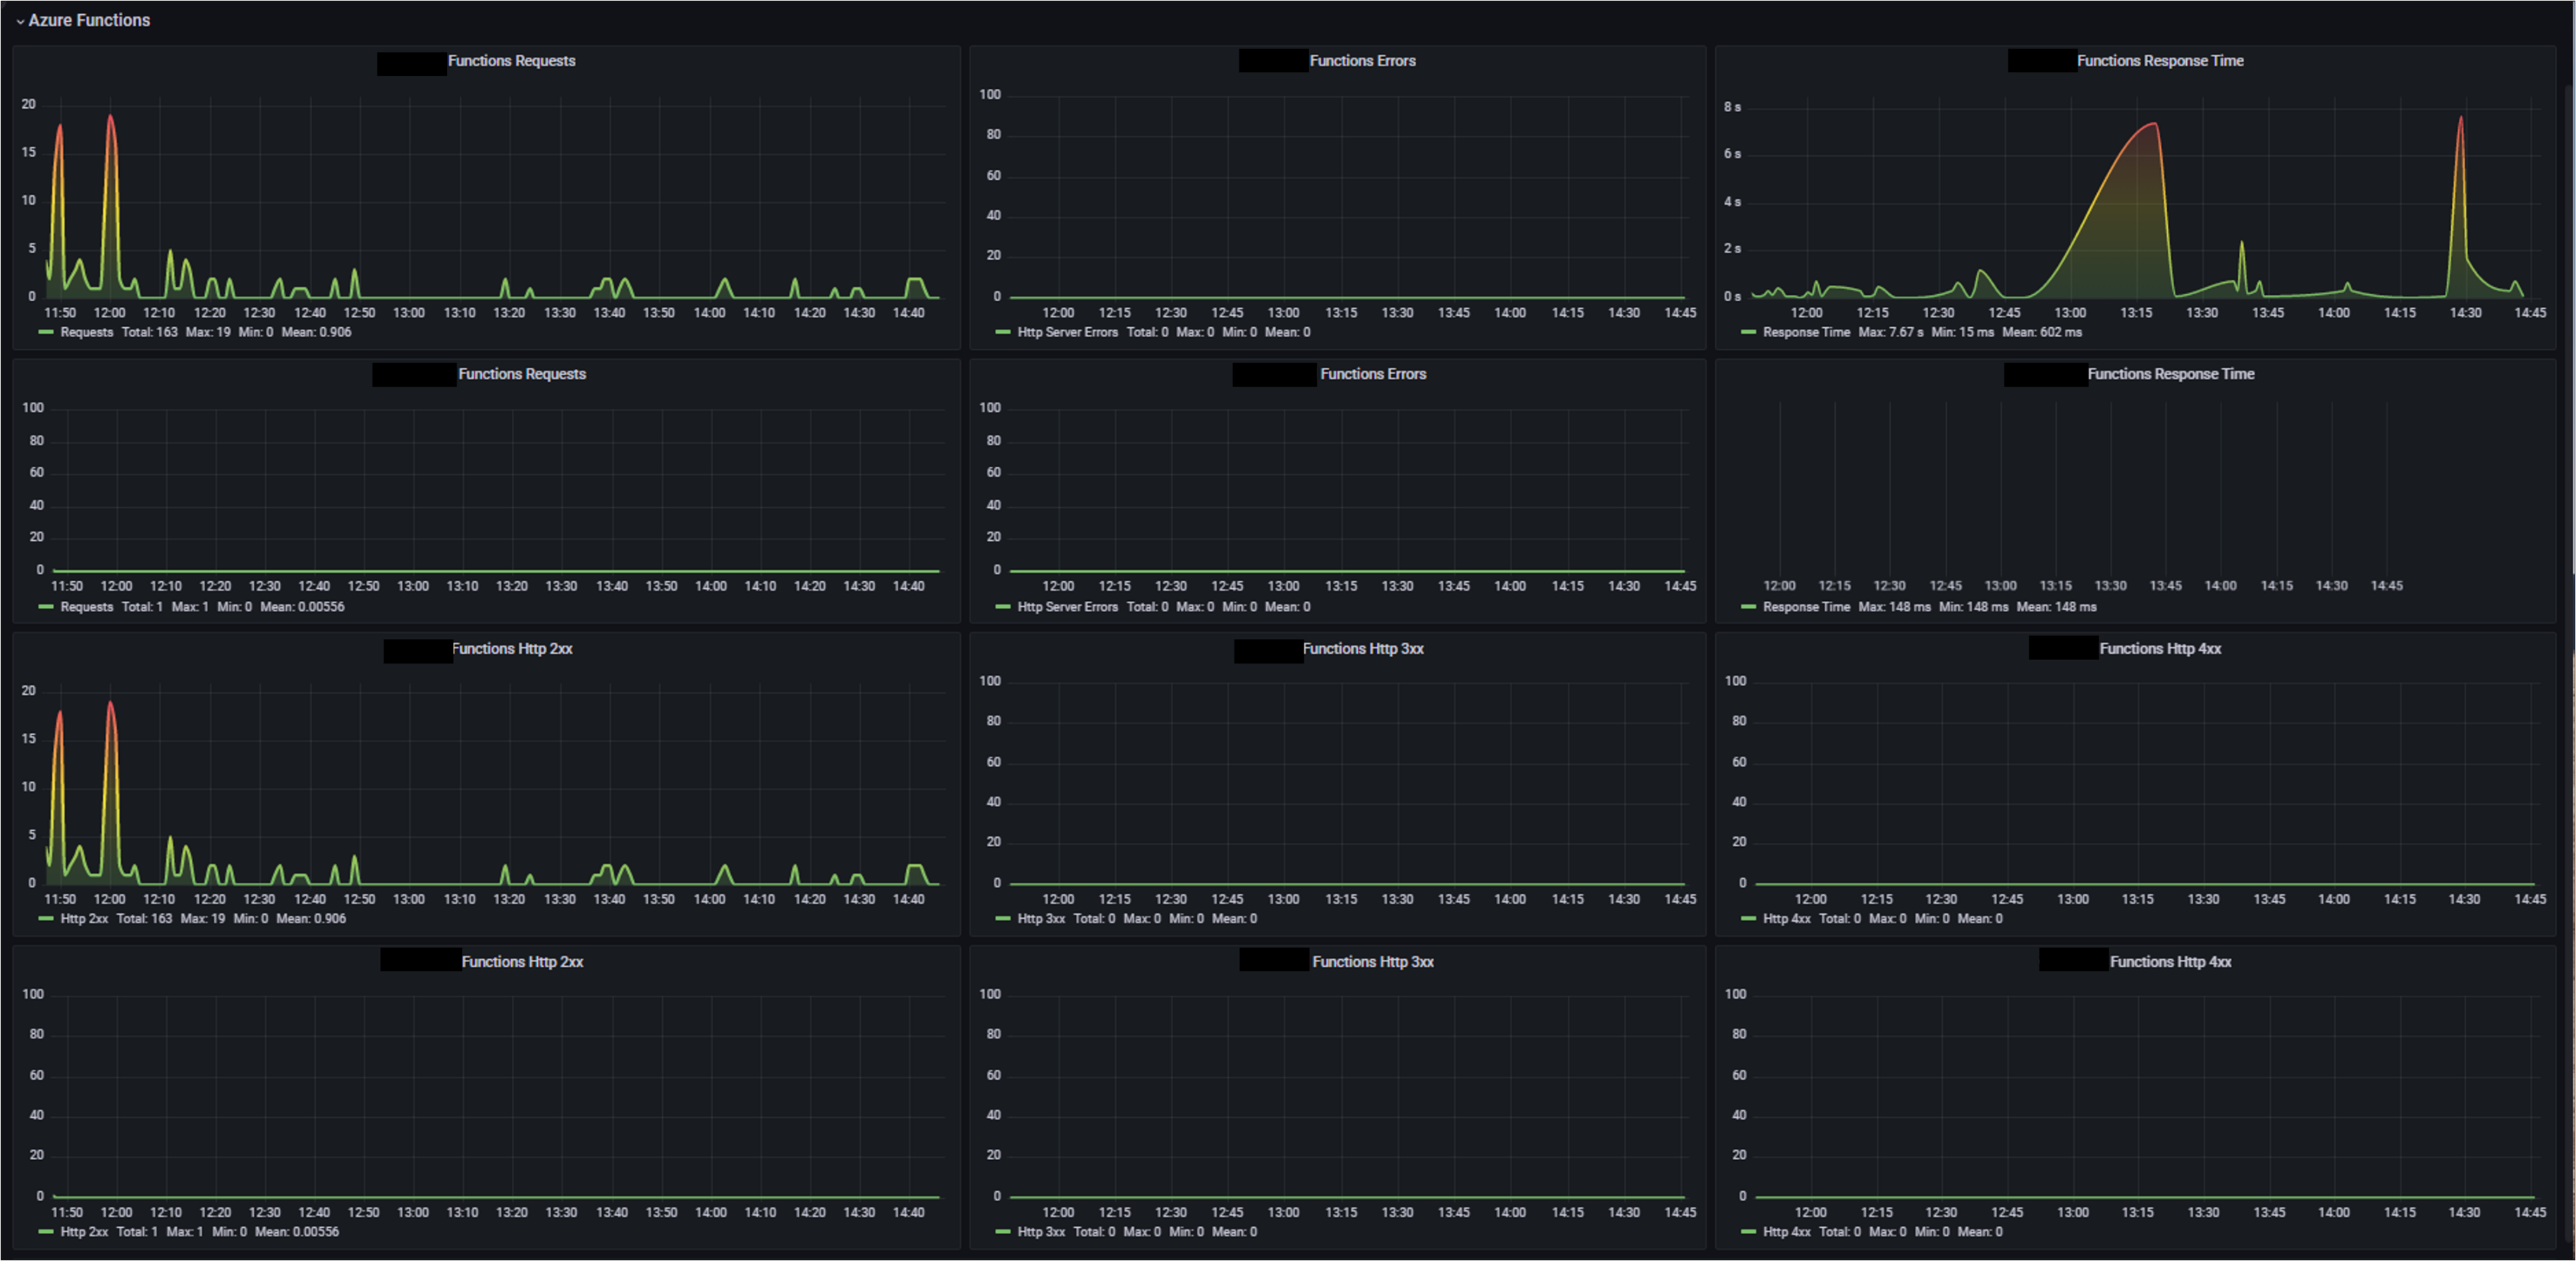 Azure Functions
Functions Requests
20
15
10
5
0
11:50 12:00 12:10 12:20 12:30 12:40 12:50 13:00 13:10 13:20 13:30 13:40 13:50 14:00 14:10 14:20 14:30 14:40
Requests Total: 163 Max: 19 Min: 0 Mean: 0.906
Functions Errors
100
80
60
40
20
0
12:00 12:15 12:30 12:45 13:00 13:15 13:30 13:45 14:00 14:15 14:30 14:45
Http Server Errors Total: 0 Max: 0 Min: 0 Mean: 0
Functions Response Time
8 s
6 s
4 s
2 s
0 s
12:00 12:15 12:30 12:45 13:00 13:15 13:30 13:45 14:00 14:15 14:30 14:45
Response Time Max: 7.67 s Min: 15 ms Mean: 602 ms
Functions Requests
100
80
60
40
20
0
11:50 12:00 12:10 12:20 12:30 12:40 12:50 13:00 13:10 13:20 13:30 13:40 13:50 14:00 14:10 14:20 14:30 14:40
Requests Total: 1 Max: 1 Min: 0 Mean: 0.00556
Functions Errors
100
80
60
40
20
0
12:00 12:15 12:30 12:45 13:00 13:15 13:30 13:45 14:00 14:15 14:30 14:45
Http Server Errors Total: 0 Max: 0 Min: 0 Mean: 0
Functions Response Time
12:00 12:15 12:30 12:45 13:00 13:15 13:30 13:45 14:00 14:15 14:30 14:45
Response Time Max: 148 ms Min: 148 ms Mean: 148 ms
Functions Http 2xx
20
15
10
5
0
11:50 12:00 12:10 12:20 12:30 12:40 12:50 13:00 13:10 13:20 13:30 13:40 13:50 14:00 14:10 14:20 14:30 14:40
Http 2xx Total: 163 Max: 19 Min: 0 Mean: 0.906
Functions Http 3xx
100
80
60
40
20
0
12:00 12:15 12:30 12:45 13:00 13:15 13:30 13:45 14:00 14:15 14:30 14:45
Http 3xx Total: 0 Max: 0 Min: 0 Mean: 0
Functions Http 4xx
100
80
60
40
20
0
12:00 12:15 12:30 12:45 13:00 13:15 13:30 13:45 14:00 14:15 14:30 14:45
Http 4xx Total: 0 Max: 0 Min: 0 Mean: 0
Functions Http 2xx
100
80
60
40
20
0
11:50 12:00 12:10 12:20 12:30 12:40 12:50 13:00 13:10 13:20 13:30 13:40 13:50 14:00 14:10 14:20 14:30 14:40
Http 2xx Total: 1 Max: 1 Min: 0 Mean: 0.00556
Functions Http 3xx
100
80
60
40
20
0
12:00 12:15 12:30 12:45 13:00 13:15 13:30 13:45 14:00 14:15 14:30 14:45
Http 3xx Total: 0 Max: 0 Min: 0 Mean: 0
Functions Http 4xx
100
80
60
40
20
0
12:00 12:15 12:30 12:45 13:00 13:15 13:30 13:45 14:00 14:15 14:30 14:45
Http 4xx Total: 0 Max: 0 Min: 0 Mean: 0